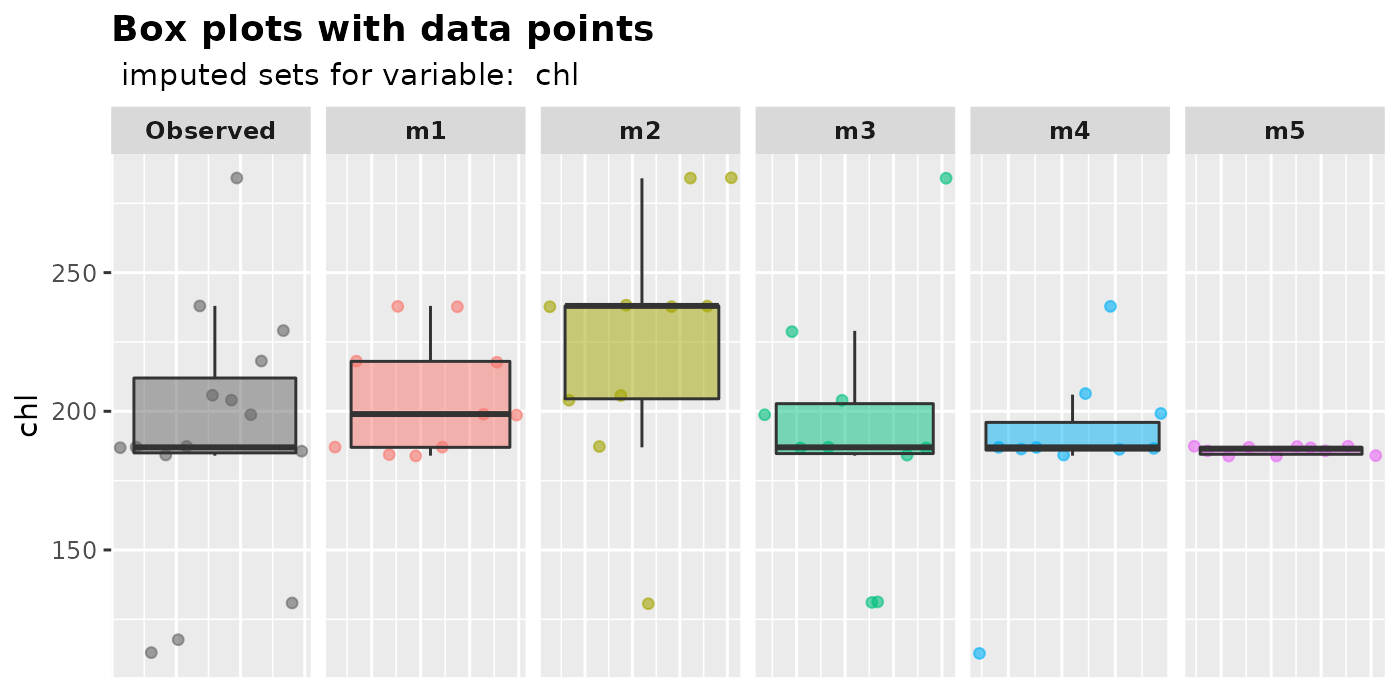 Box plots with data points
imputed sets for variable:  chl
Observed m1 m2 m3 m4 m5
250
200
150
chl